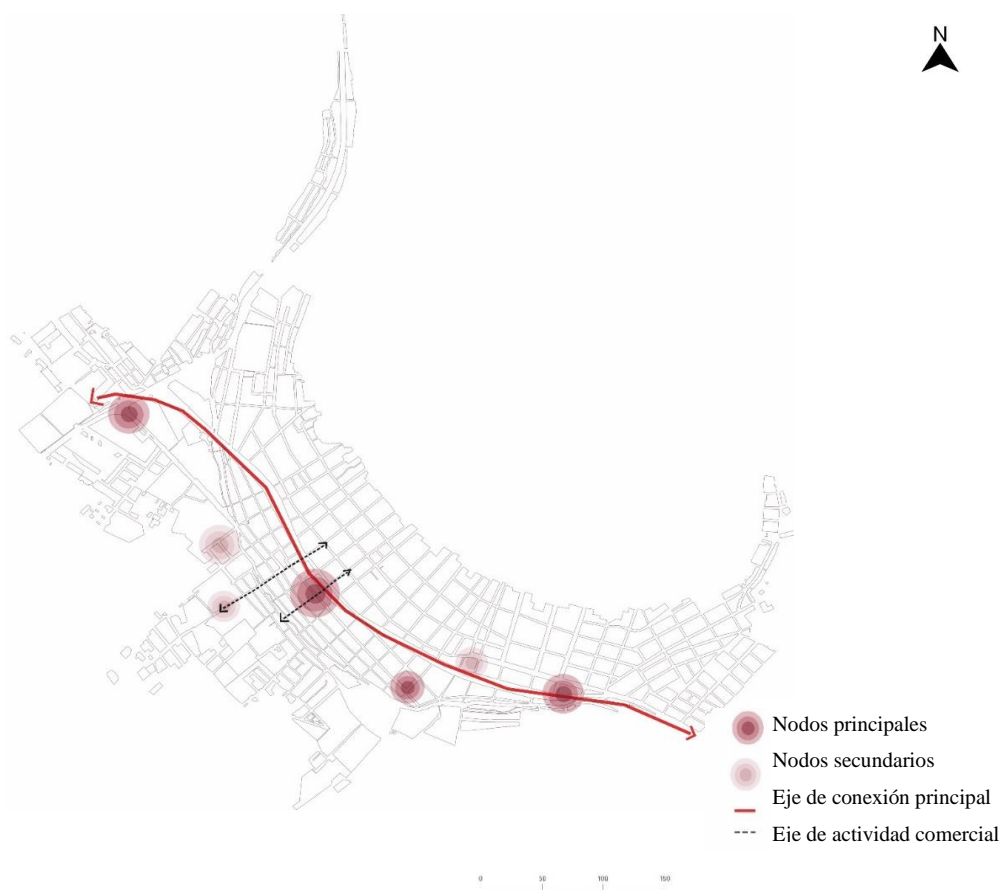 N
Nodos principales
Nodos secundarios
Eje de conexión principal
Eje de actividad comercial
0 50 100 150